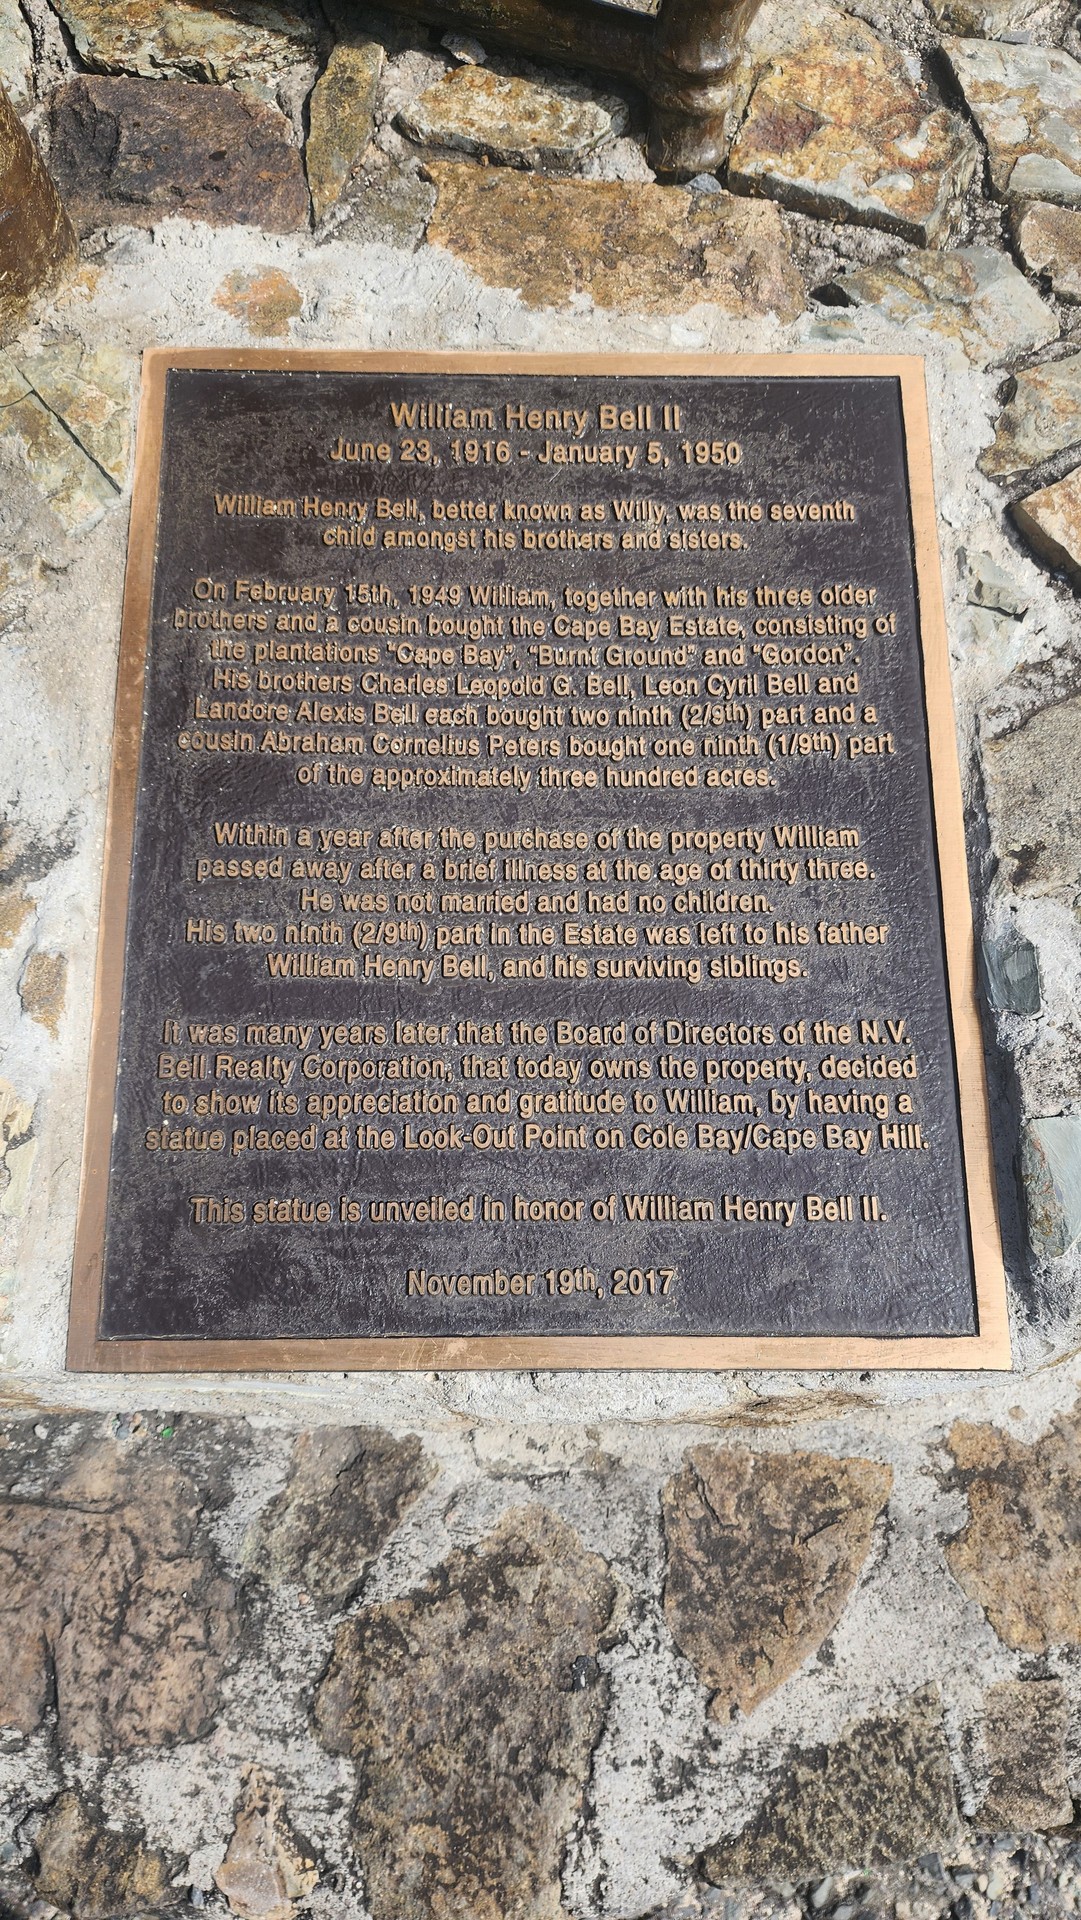 William Henry Bell II
June 23, 1916 - January 5, 1950
William Henry Bell, better known as Willy, was the seventh
child amongst his brothers and sisters.
On February 15th, 1949 William, together with his three older
brothers and a cousin bought the Cape Bay Estate, consisting of
the plantations "Cape Bay", "Burnt Ground" and "Gordon".
His brothers Charles Leopold G. Bell, Leon Cyril Bell and
Landore Alexis Bell each bought two ninth (2/9th) part and a
cousin Abraham Cornelius Peters bought one ninth (1/9th) part
of the approximately three hundred acres.
Within a year after the purchase of the property William
passed away after a brief illness at the age of thirty three.
He was not married and had no children.
His two ninth (2/9th) part in the Estate was left to his father
William Henry Bell, and his surviving siblings.
It was many years later that the Board of Directors of the N.V.
Bell Realty Corporation, that today owns the property, decided
to show its appreciation and gratitude to William, by having a
statue placed at the Look-Out Point on Cole Bay/Cape Bay Hill.
This statue is unveiled in honor of William Henry Bell II.
November 19th, 2017